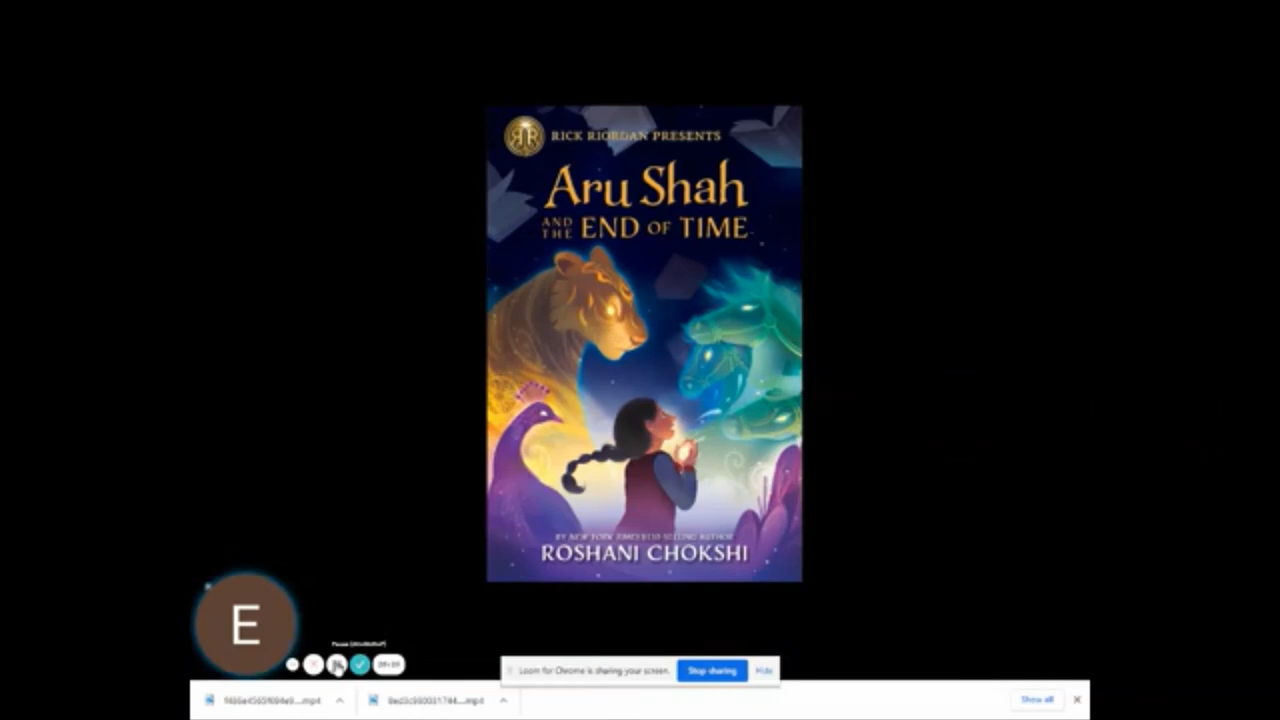 RICK RIORDAN PRESENTS
Aru Shah
AND THE END OF TIME
BY NEW YORK TIMES BEST-SELLING AUTHOR
ROSHANI CHOKSHI
E
Loom for Chrome is sharing your screen.
Stop sharing
Hide
Show all